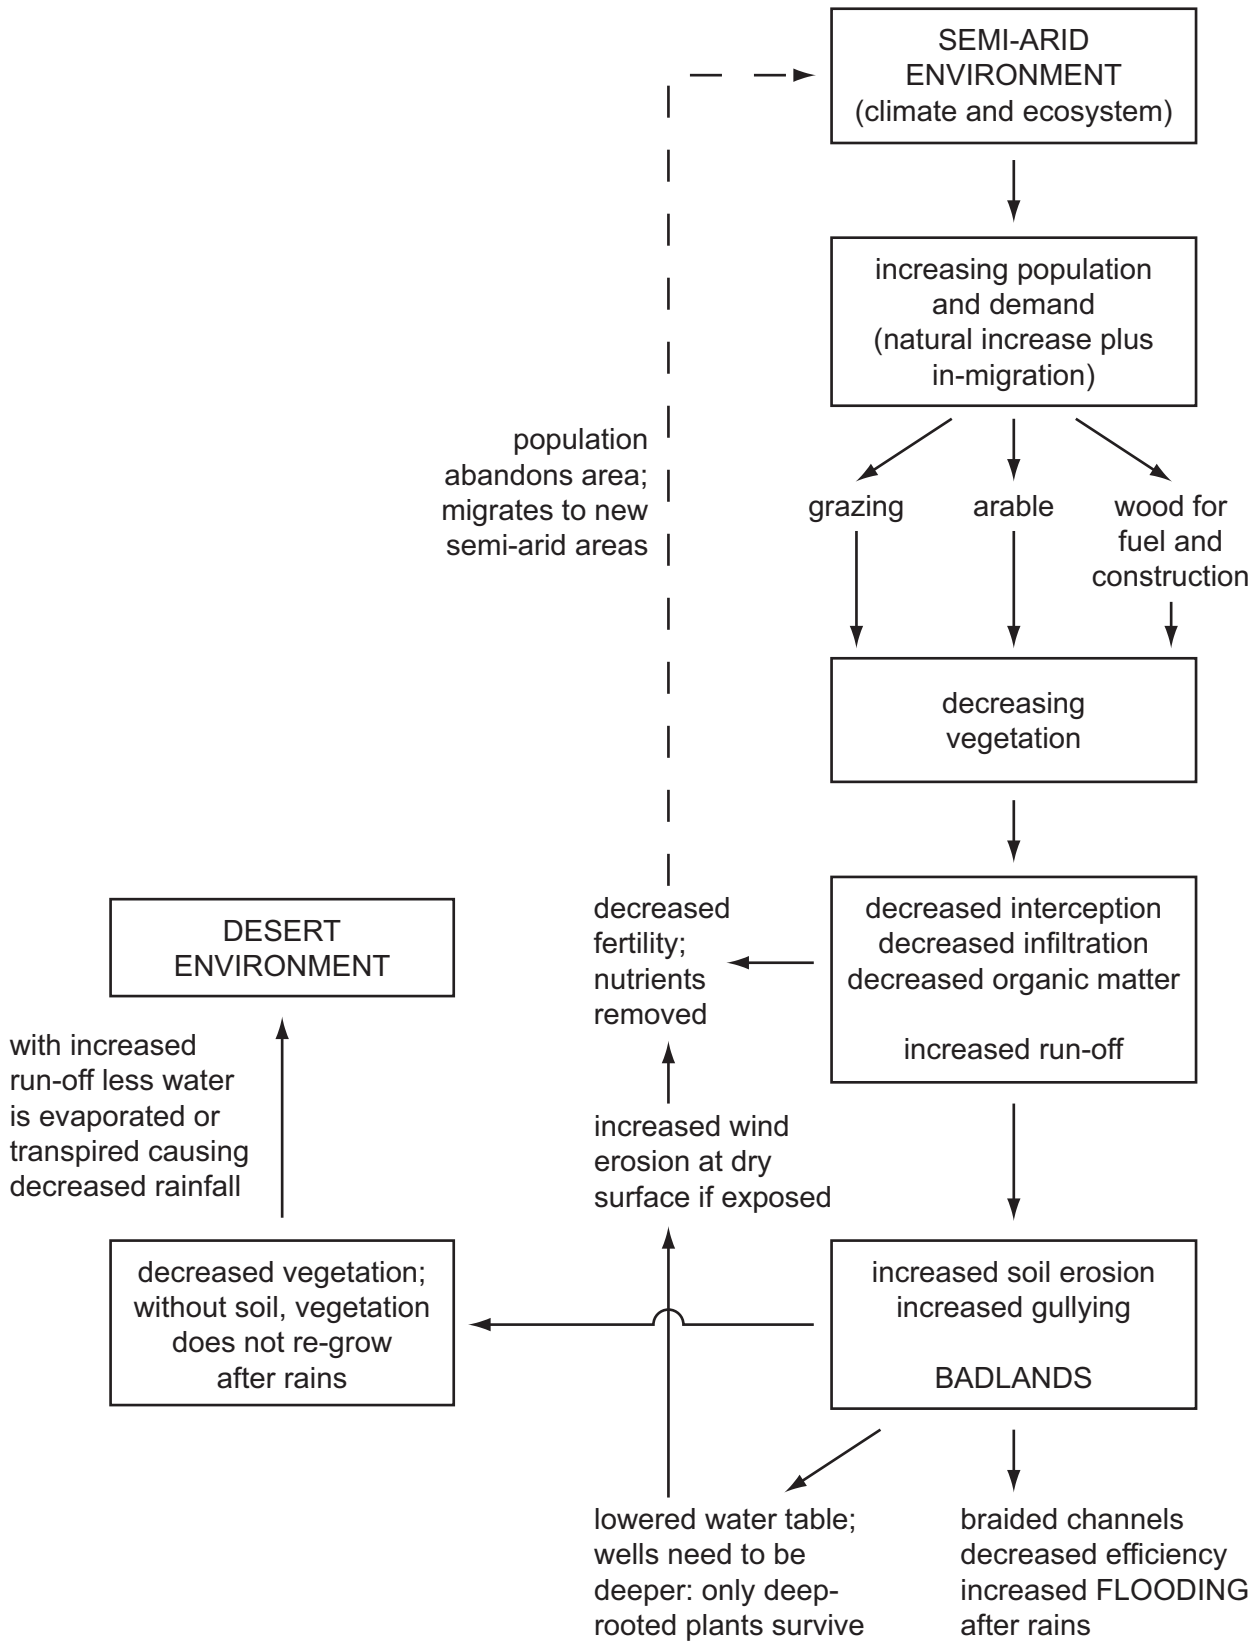 SEMI-ARID
ENVIRONMENT
(climate and ecosystem)
increasing population
and demand
(natural increase plus
in-migration)
population
abandons area;
migrates to new
semi-arid areas
grazing
arable
wood for
fuel and
construction
decreasing
vegetation
decreased interception
decreased infiltration
decreased organic matter
increased run-off
decreased
fertility;
nutrients
removed
DESERT
ENVIRONMENT
with increased
run-off less water
is evaporated or
transpired causing
decreased rainfall
increased wind
erosion at dry
surface if exposed
decreased vegetation;
without soil, vegetation
does not re-grow
after rains
increased soil erosion
increased gullying
BADLANDS
lowered water table;
wells need to be
deeper: only deep-
rooted plants survive
braided channels
decreased efficiency
increased FLOODING
after rains